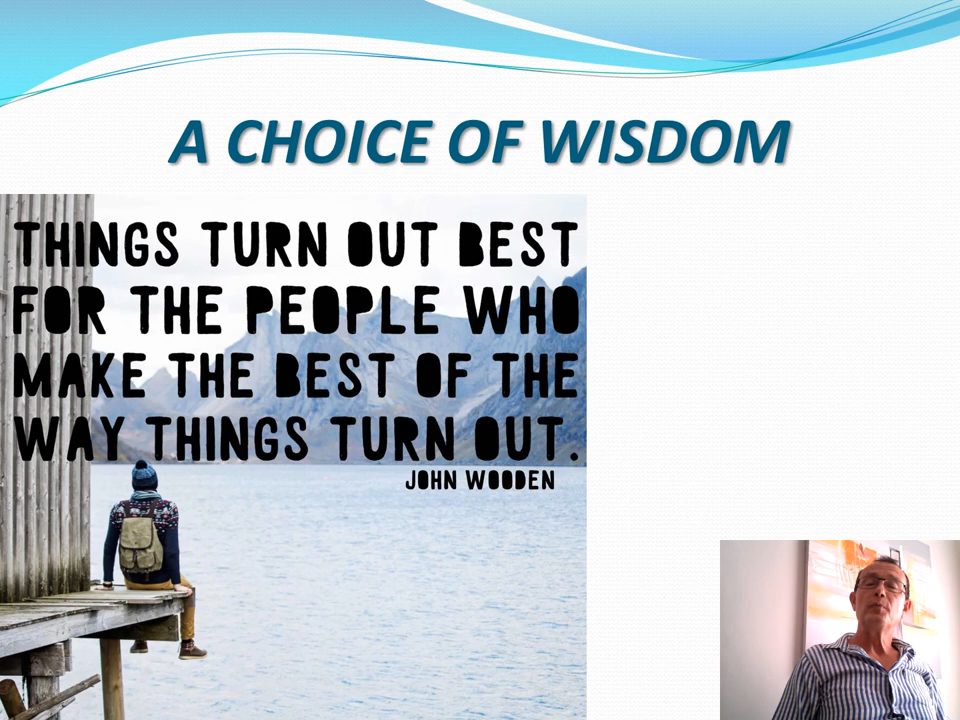 A CHOICE OF WISDOM
THINGS TURN OUT BEST
FOR THE PEOPLE WHO
MAKE THE BEST OF THE
WAY THINGS TURN OUT.
JOHN WOODEN